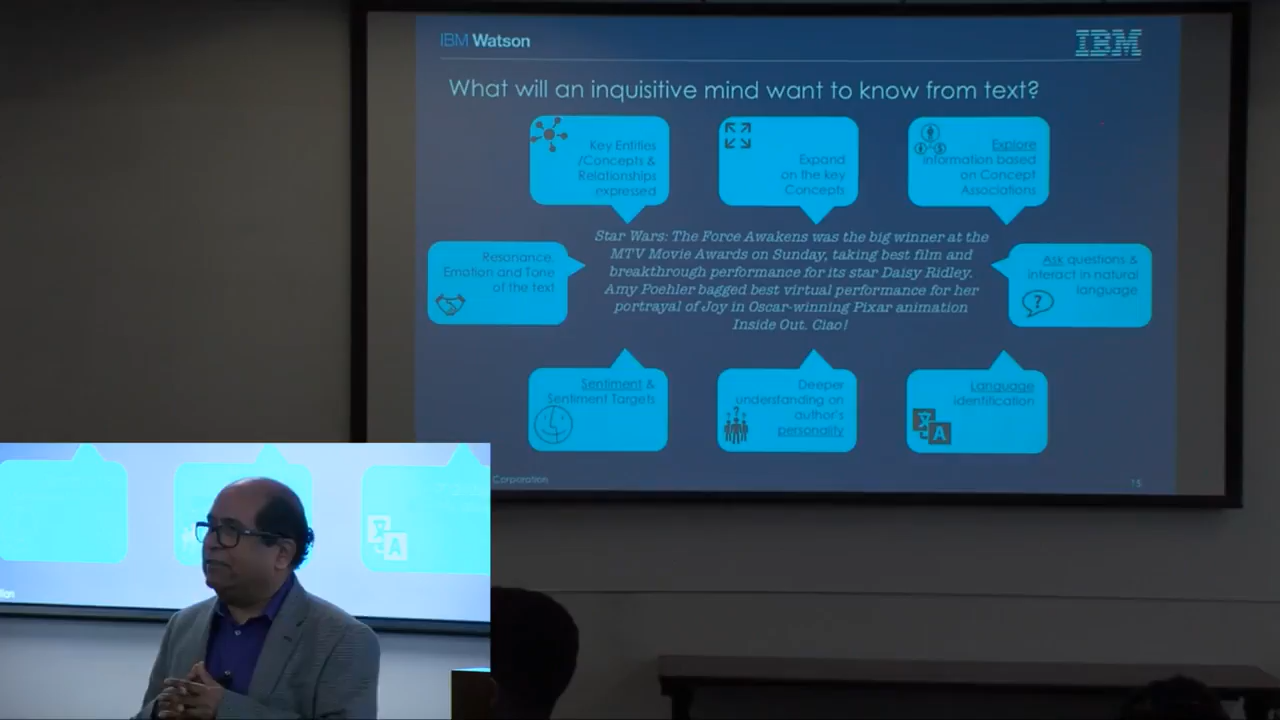 IBM Watson
IBM
What will an inquisitive mind want to know from text?
Key Entities
/Concepts &
Relationships
expressed
Expand
on the key
Concepts
Explore
information based
on Concept
Associations
Resonance,
Emotion and Tone
of the text
Star Wars: The Force Awakens was the big winner at the
MTV Movie Awards on Sunday, taking best film and
breakthrough performance for its star Daisy Ridley.
Amy Poehler bagged best virtual performance for her
portrayal of Joy in Oscar-winning Pixar animation
Inside Out. Ciao!
Ask questions &
interact in natural
language
?
Sentiment &
Sentiment Targets
Deeper
understanding on
author's
personality
Language
identification
A
Corporation
15
A